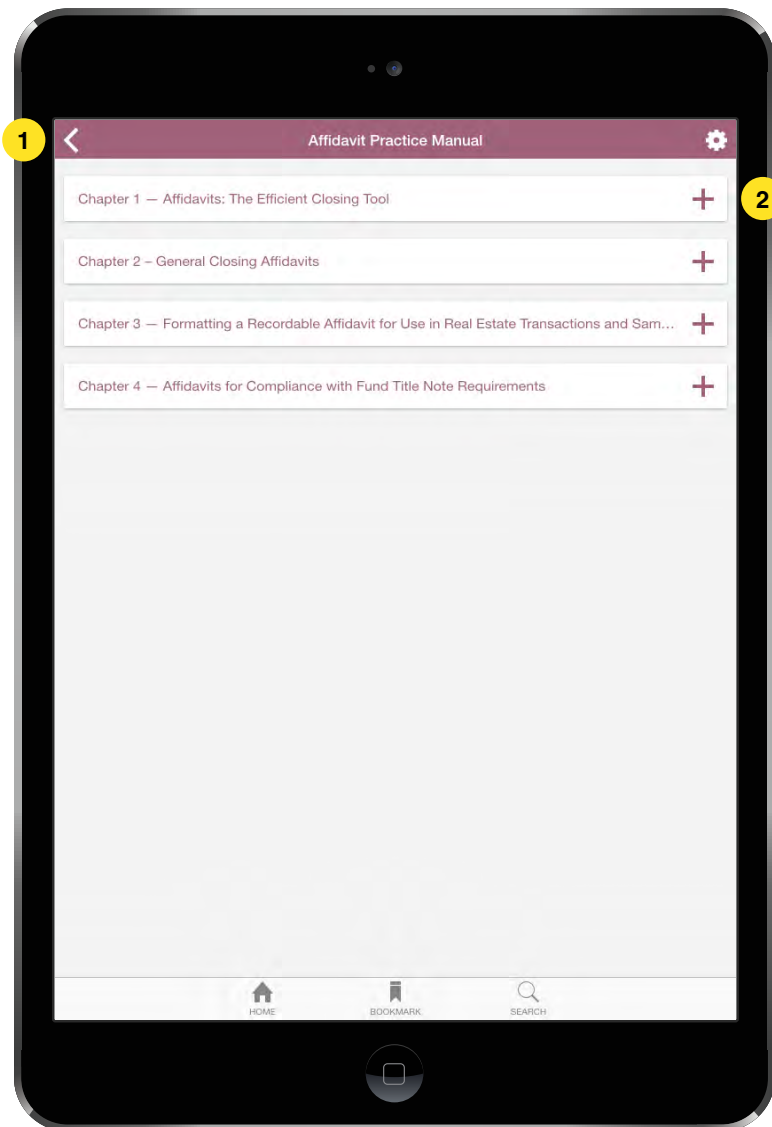 1
Affidavit Practice Manual
Chapter 1 — Affidavits: The Efficient Closing Tool
2
Chapter 2 – General Closing Affidavits
Chapter 3 — Formatting a Recordable Affidavit for Use in Real Estate Transactions and Sam...
Chapter 4 — Affidavits for Compliance with Fund Title Note Requirements
HOME BOOKMARK SEARCH